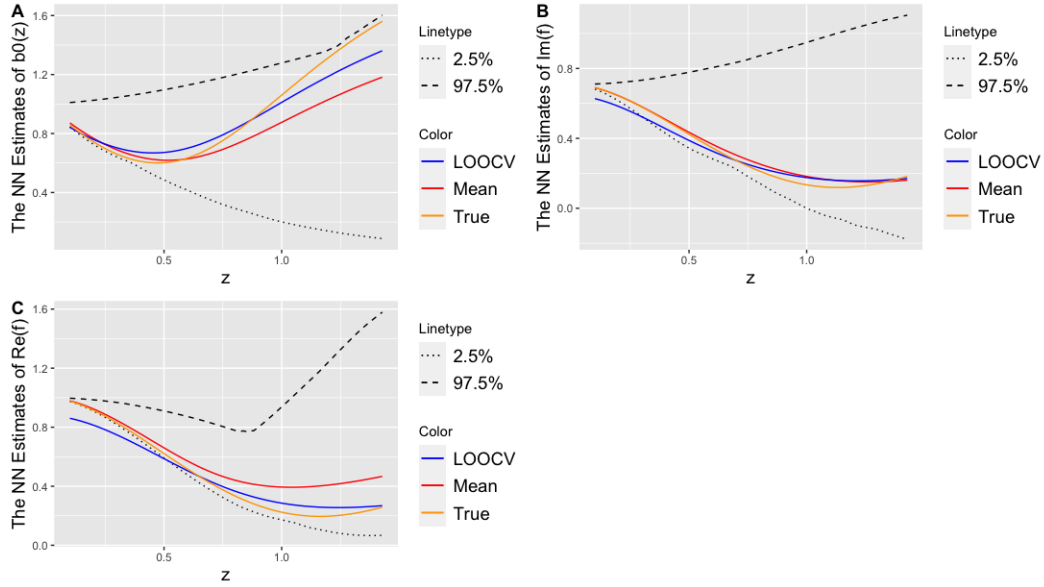 A
The NN Estimates of b0(z)
1.6
1.2
0.8
0.4
0.5
1.0
z
Linetype
2.5%
97.5%
Color
LOOCV
Mean
True
B
The NN Estimates of Im(f)
0.8
0.4
0.0
0.5
1.0
z
Linetype
2.5%
97.5%
Color
LOOCV
Mean
True
C
The NN Estimates of Re(f)
1.6
1.2
0.8
0.4
0.0
0.5
1.0
z
Linetype
2.5%
97.5%
Color
LOOCV
Mean
True